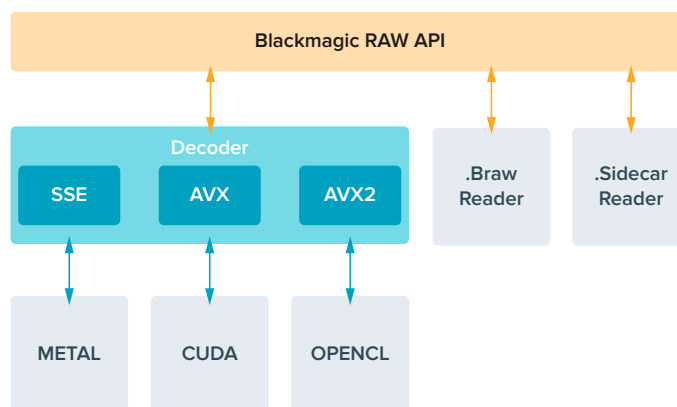 Blackmagic RAW API
Decoder
SSE
AVX
AVX2
.Braw
Reader
.Sidecar
Reader
METAL
CUDA
OPENCL